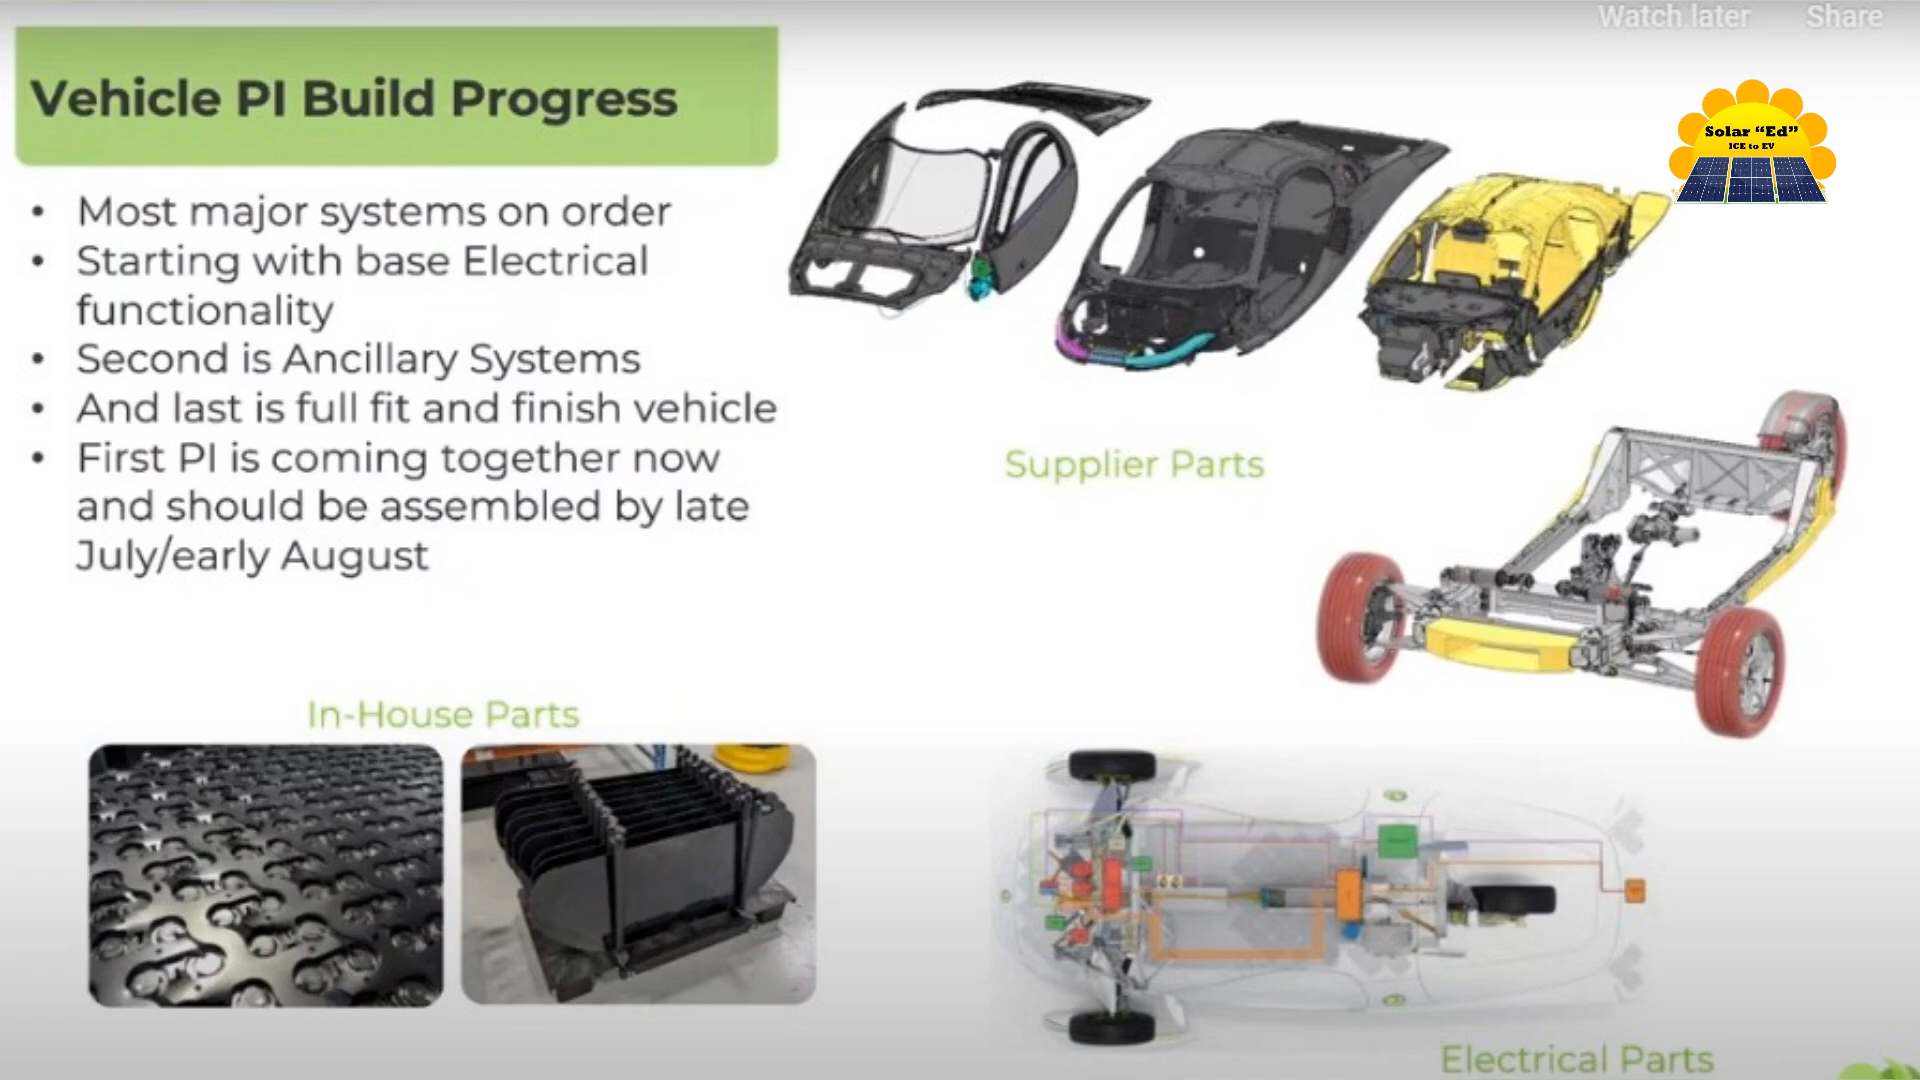 Watch later Share
Vehicle PI Build Progress
Solar “Ed”
ICE to EV
• Most major systems on order
• Starting with base Electrical
functionality
• Second is Ancillary Systems
• And last is full fit and finish vehicle
• First PI is coming together now
and should be assembled by late
July/early August
Supplier Parts
In-House Parts
Electrical Parts